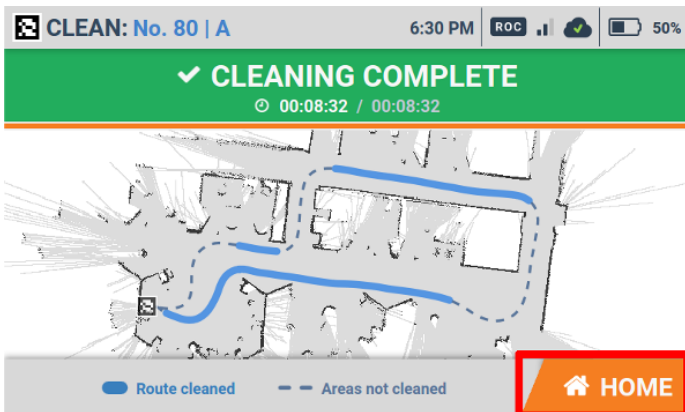 CLEAN: No. 80 | A 6:30 PM ROC 50%
CLEANING COMPLETE
00:08:32 / 00:08:32
Route cleaned Areas not cleaned HOME